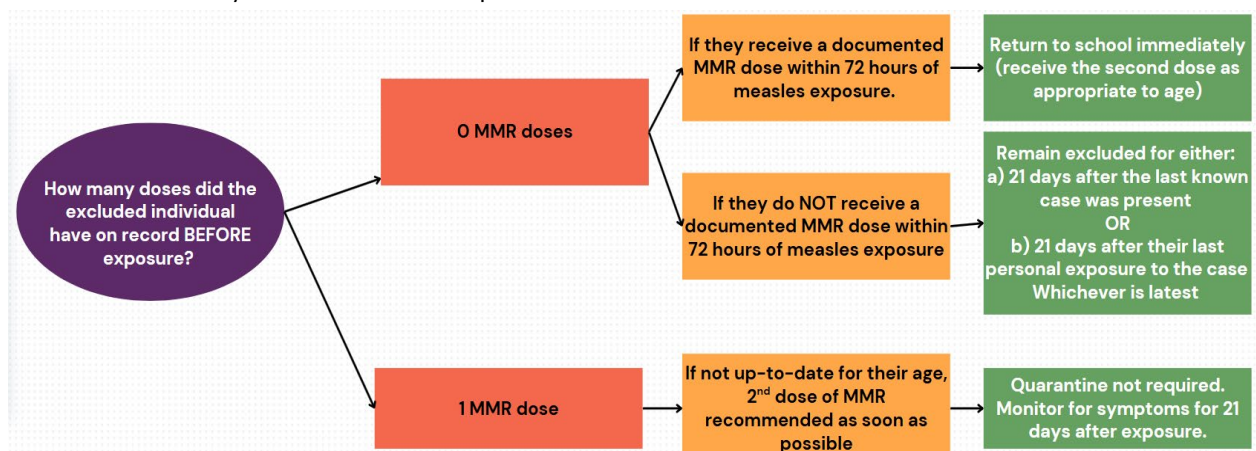 How many doses did the
excluded individual
have on record BEFORE
exposure?
0 MMR doses
If they receive a documented
MMR dose within 72 hours of
measles exposure.
Return to school immediately
(receive the second dose as
appropriate to age)
If they do NOT receive a
documented MMR dose within
72 hours of measles exposure
Remain excluded for either:
a) 21 days after the last known
case was present
OR
b) 21 days after their last
personal exposure to the case
Whichever is latest
1 MMR dose
If not up-to-date for their age,
2nd dose of MMR
recommended as soon as
possible
Quarantine not required.
Monitor for symptoms for 21
days after exposure.